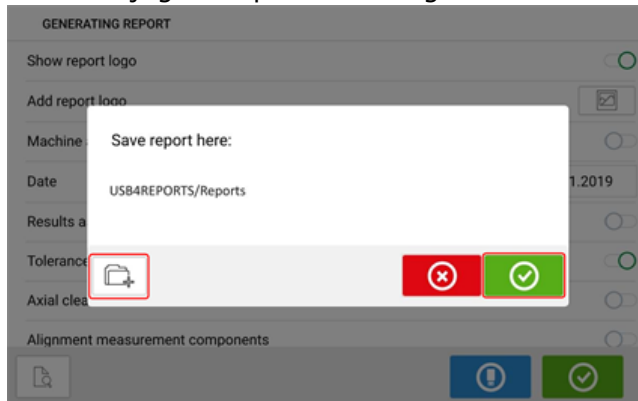 GENERATING REPORT
Show report logo
Add report logo
Machine
Save report here:
Date
1.2019
USB4REPORTS/Reports
Results a
Tolerance
Axial clea
Alignment measurement components